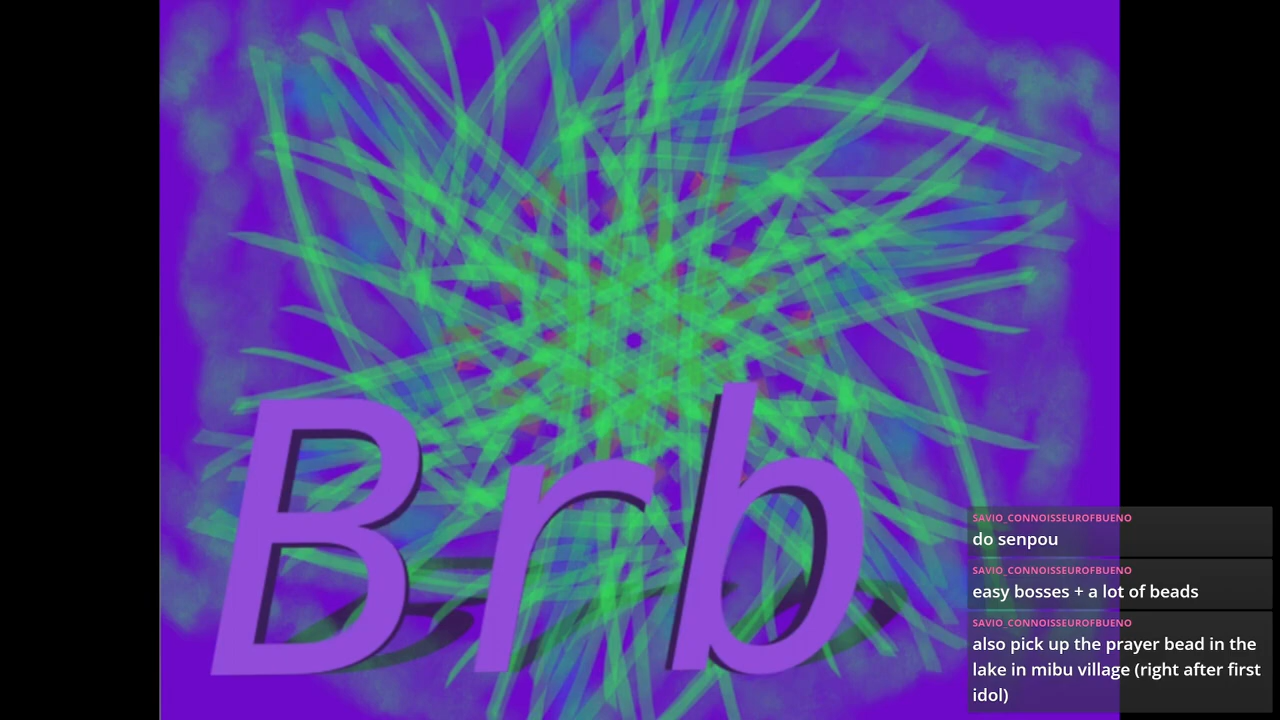 Brb
SAVIO_CONNOISSEUROFBUENO
do senpou
SAVIO_CONNOISSEUROFBUENO
easy bosses + a lot of beads
SAVIO_CONNOISSEUROFBUENO
also pick up the prayer bead in the
lake in mibu village (right after first
idol)